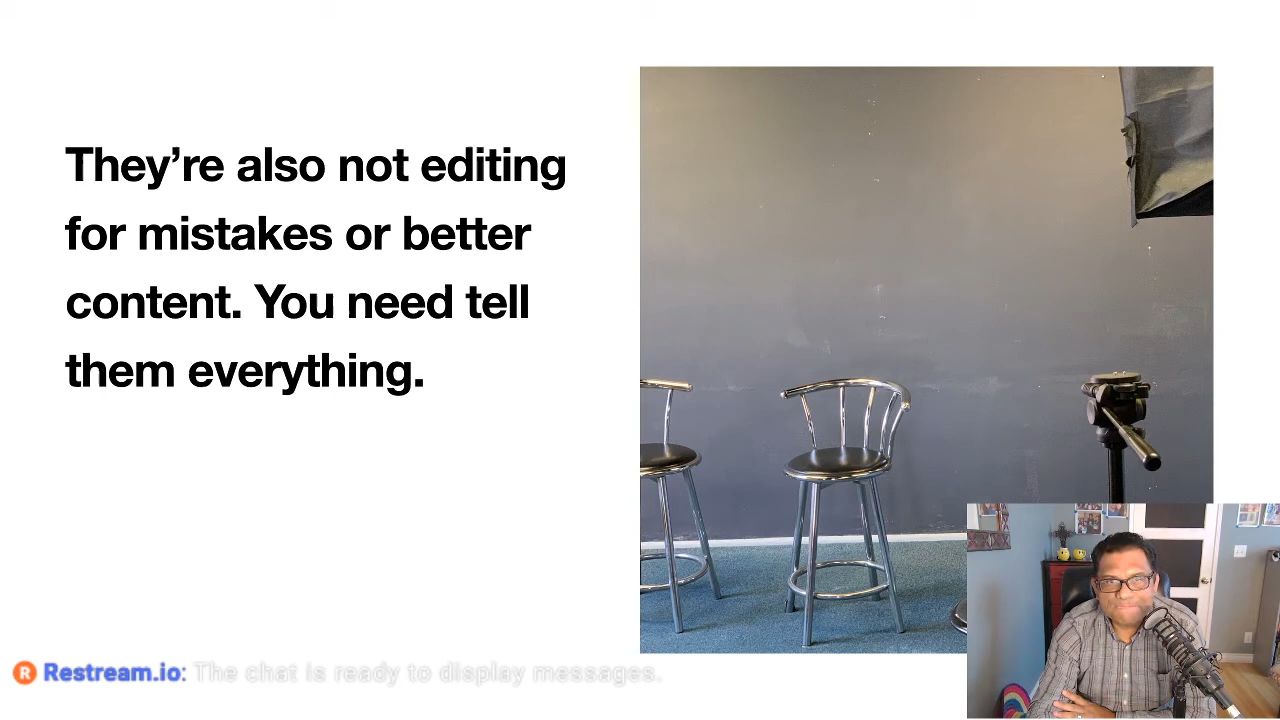 They’re also not editing
for mistakes or better
content. You need tell
them everything.
R Restream.io: The chat is ready to display messages.